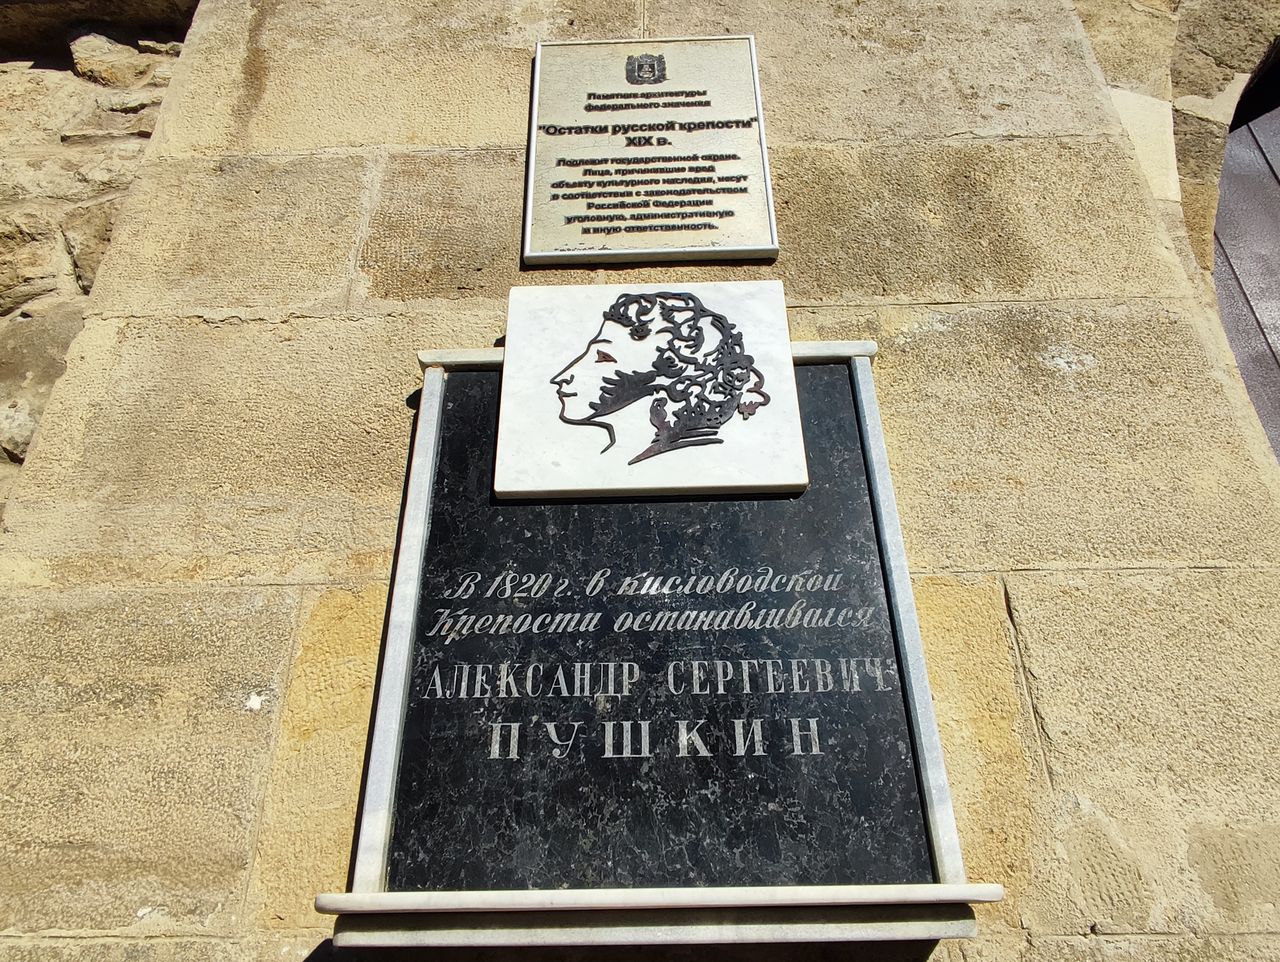 Памятник архитектуры
федерального значения
"Остатки русской крепости"
XIX в.
Подлежит государственной охране.
Лица, причинившие вред
объекту культурного наследия, несут
в соответствии с законодательством
Российской Федерации
уголовную, административную
и иную ответственность.
В 1820 г. в кисловодской
Крепости останавливался
АЛЕКСАНДР СЕРГЕЕВИЧ
ПУШКИН